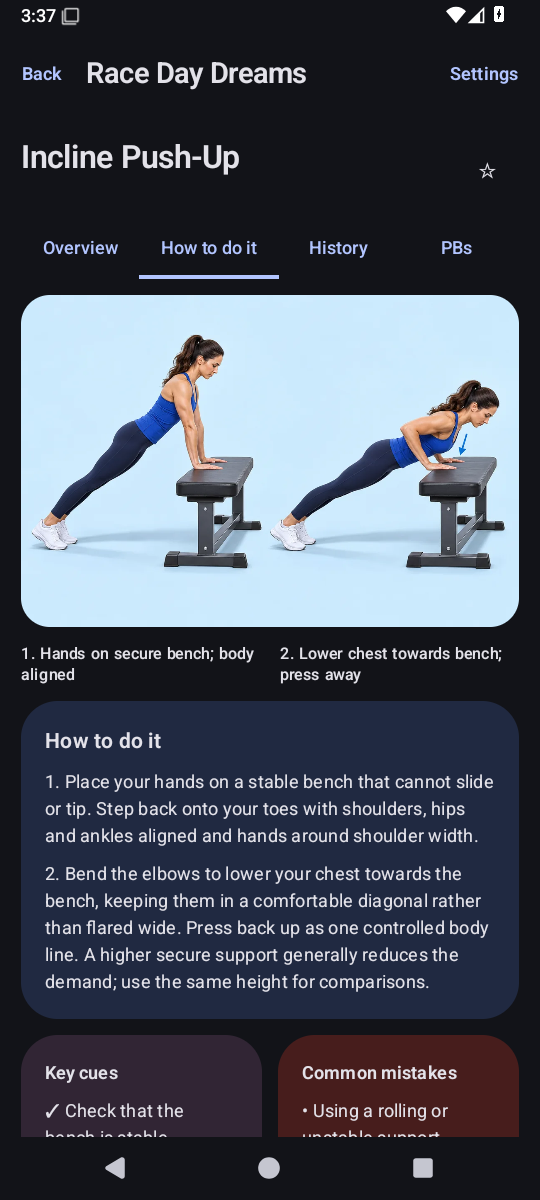 3:37
Back Race Day Dreams Settings
Incline Push-Up
Overview How to do it History PBs
1. Hands on secure bench; body
aligned
2. Lower chest towards bench;
press away
How to do it
1. Place your hands on a stable bench that cannot slide
or tip. Step back onto your toes with shoulders, hips
and ankles aligned and hands around shoulder width.
2. Bend the elbows to lower your chest towards the
bench, keeping them in a comfortable diagonal rather
than flared wide. Press back up as one controlled body
line. A higher secure support generally reduces the
demand; use the same height for comparisons.
Key cues
✓ Check that the
bench is stable
Common mistakes
• Using a rolling or
unstable support